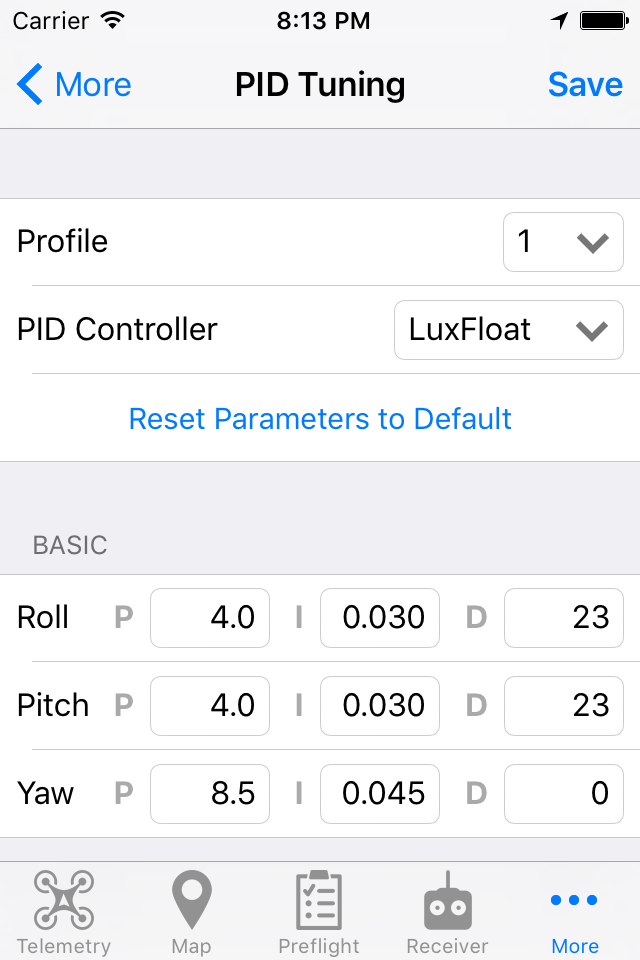 Carrier 8:13 PM
More PID Tuning Save
Profile 1
PID Controller LuxFloat
Reset Parameters to Default
BASIC
Roll P 4.0 I 0.030 D 23
Pitch P 4.0 I 0.030 D 23
Yaw P 8.5 I 0.045 D 0
Telemetry Map Preflight Receiver More